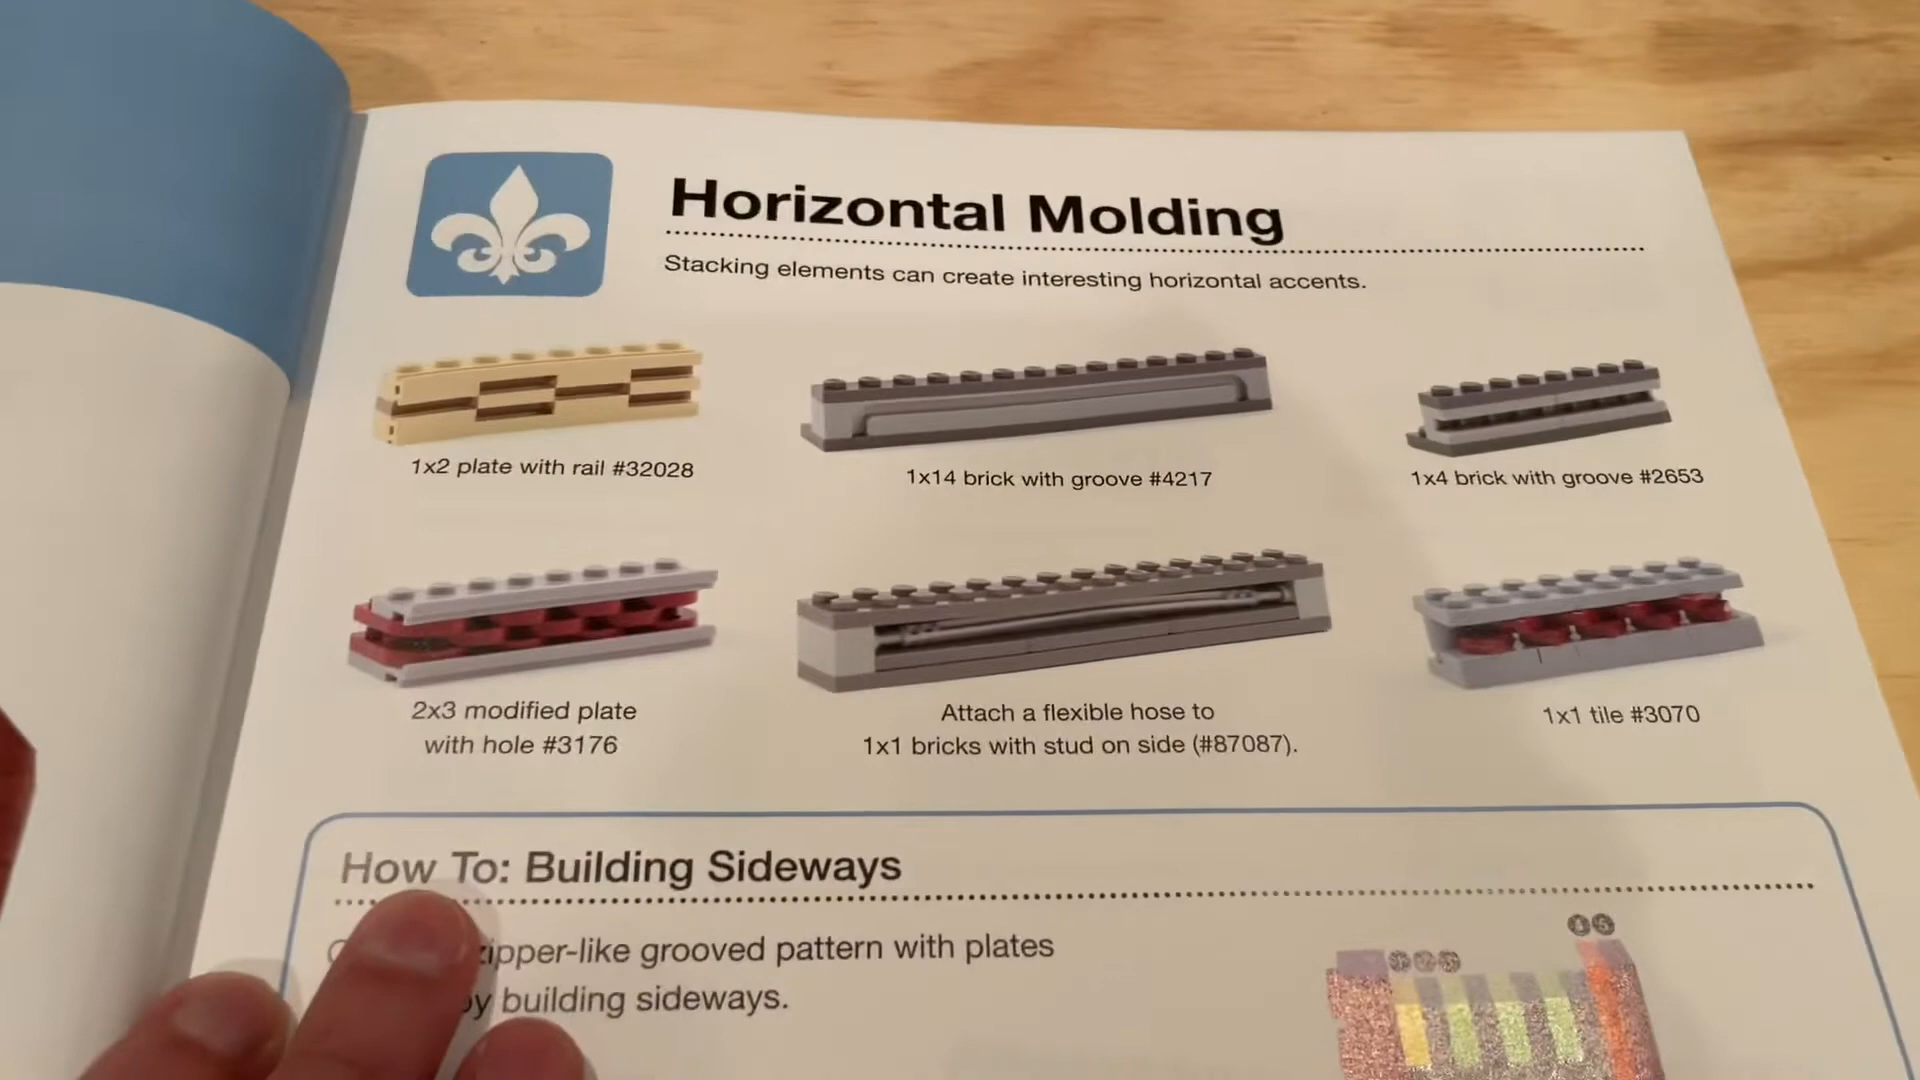 Horizontal Molding
Stacking elements can create interesting horizontal accents.
1x2 plate with rail #32028
1x14 brick with groove #4217
1x4 brick with groove #2653
2x3 modified plate
with hole #3176
Attach a flexible hose to
1x1 bricks with stud on side (#87087).
1x1 tile #3070
How To: Building Sideways
zipper-like grooved pattern with plates
by building sideways.